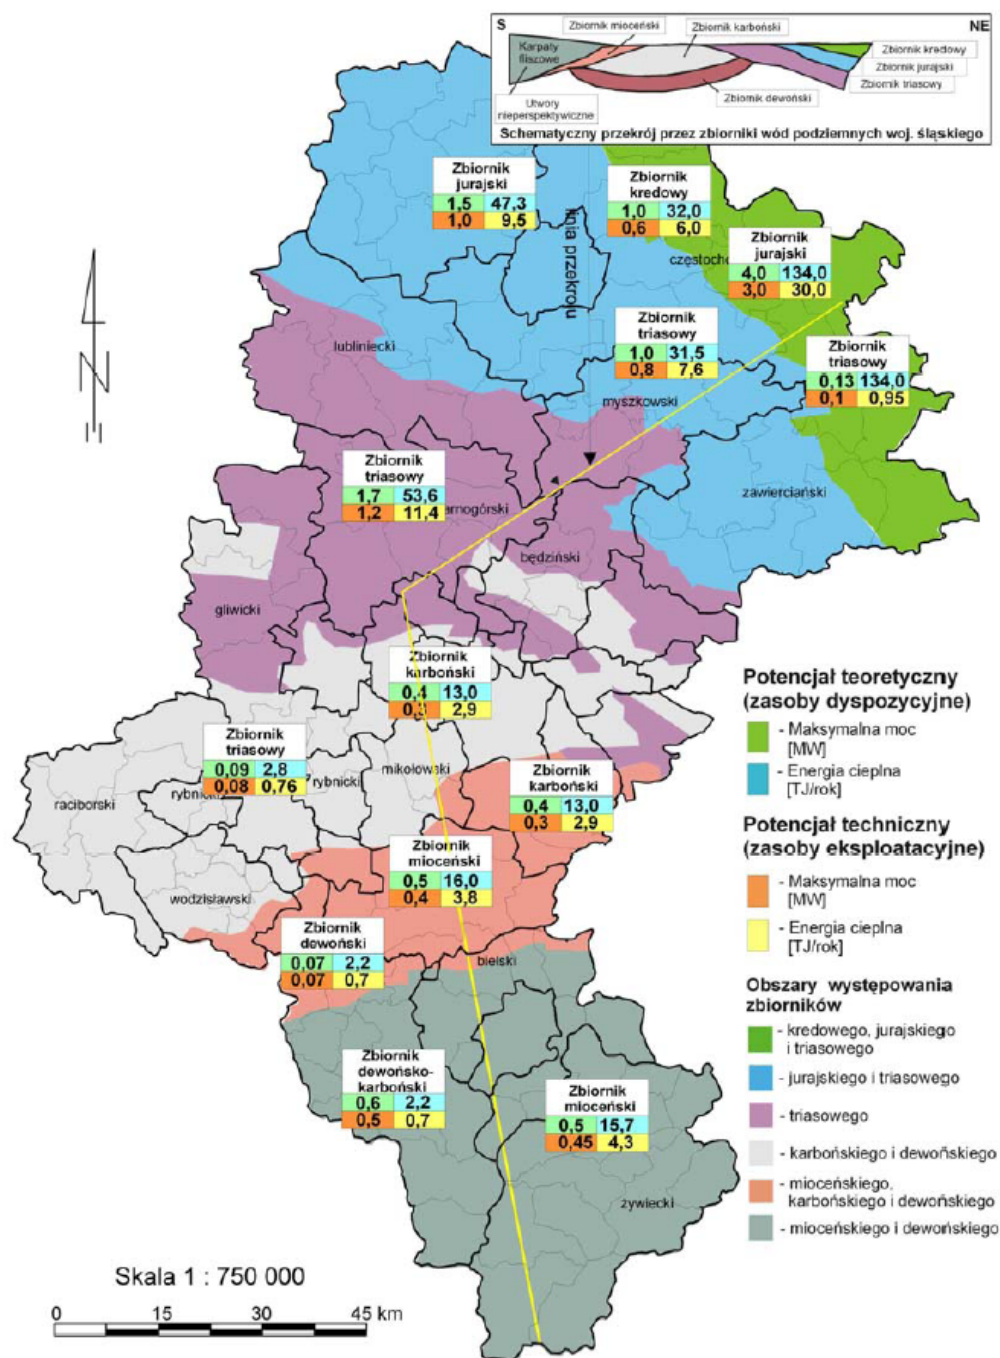 S
NE
Zbiornik mioceński
Zbiornik karboński
Karpaty
fliszowe
Zbiornik kredowy
Zbiornik jurajski
Zbiornik triasowy
Zbiornik dewoński
Utwory
nieperspektywiczne
Schematyczny przekrój przez zbiorniki wód podziemnych woj. śląskiego
Zbiornik
jurajski
1,5 47,3
1,0 9,5
Zbiornik
kredowy
1,0 32,0
0,6 6,0
linia przekroju
częstoch
Zbiornik
jurajski
4,0 134,0
3,0 30,0
Zbiornik
triasowy
1,0 31,5
0,8 7,6
Zbiornik
triasowy
0,13 134,0
0,1 0,95
lubliniecki
myszkowski
Zbiornik
triasowy
1,7 53,6
1,2 11,4
arnogórski
zawierciański
będziński
gliwicki
Zbiornik
karboński
0,4 13,0
0,3 2,9
Zbiornik
triasowy
0,09 2,8
0,08 0,76
raciborski
rybnicki
rybnicki
mikołowski
Zbiornik
karboński
0,4 13,0
0,3 2,9
Zbiornik
mioceński
0,5 16,0
0,4 3,8
wodzisławski
Zbiornik
dewoński
0,07 2,2
0,07 0,7
bielski
Zbiornik
dewońsko-
karboński
0,6 2,2
0,5 0,7
Zbiornik
mioceński
0,5 15,7
0,45 4,3
żywiecki
Potencjał teoretyczny
(zasoby dyspozycyjne)
- Maksymalna moc
[MW]
- Energia cieplna
[TJ/rok]
Potencjał techniczny
(zasoby eksploatacyjne)
- Maksymalna moc
[MW]
- Energia cieplna
[TJ/rok]
Obszary występowania
zbiorników
- kredowego, jurajskiego
i triasowego
- jurajskiego i triasowego
- triasowego
- karbońskiego i dewońskiego
- mioceńskiego,
karbońskiego i dewońskiego
- mioceńskiego i dewońskiego
Skala 1 : 750 000
0 15 30 45 km
N